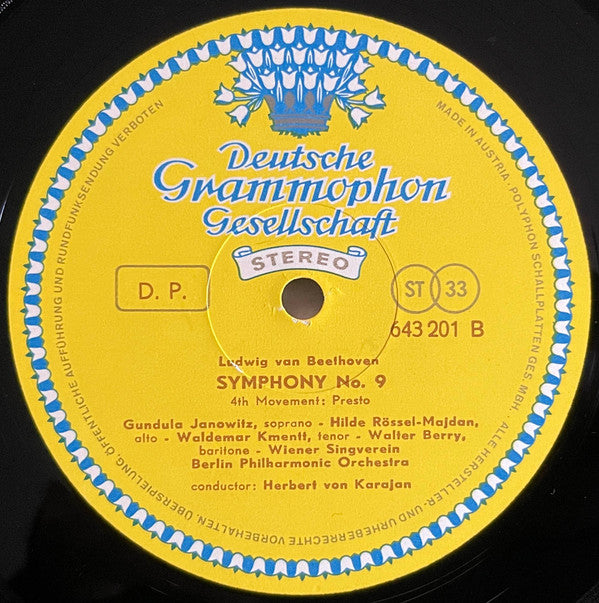 Deutsche
Grammophon
Gesellschaft
STEREO
D. P.
ST 33
643 201 B
Ludwig van Beethoven
SYMPHONY No. 9
4th Movement: Presto
Gundula Janowitz, soprano - Hilde Rössel-Majdan,
alto - Waldemar Kmentt, tenor - Walter Berry,
baritone - Wiener Singverein
Berlin Philharmonic Orchestra
conductor: Herbert von Karajan
MADE IN AUSTRIA. POLYPHON SCHALLPLATTEN GES. MBH. ALLE HERSTELLER- UND URHEBERRECHTE VORBEHALTEN. ÜBERSPIELUNG, ÖFFENTLICHE AUFFÜHRUNG UND RUNDFUNKSENDUNG VERBOTEN